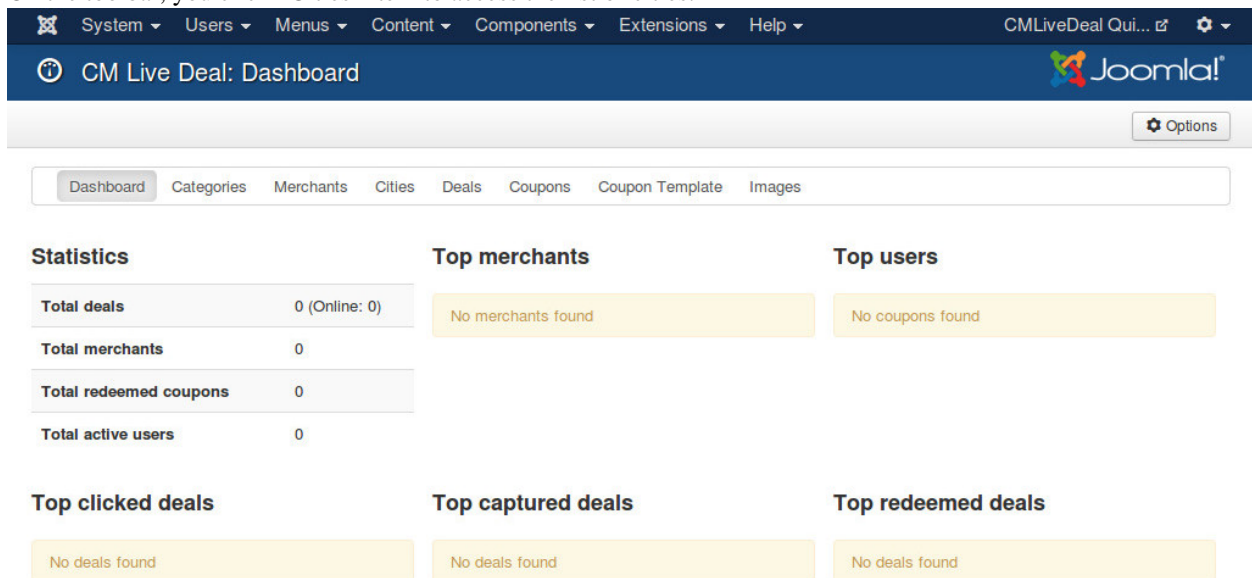 System Users Menus Content Components Extensions Help CMLiveDeal Qui...
CM Live Deal: Dashboard Joomla!
Options
Dashboard Categories Merchants Cities Deals Coupons Coupon Template Images
Statistics Top merchants Top users
Total deals 0 (Online: 0) No merchants found No coupons found
Total merchants 0
Total redeemed coupons 0
Total active users 0
Top clicked deals Top captured deals Top redeemed deals
No deals found No deals found No deals found